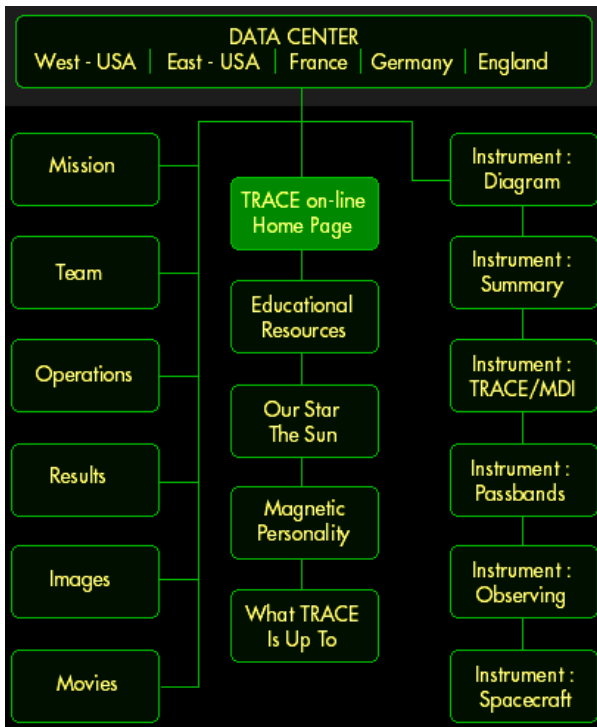 DATA CENTER
West - USA | East - USA | France | Germany | England
Mission
Team
Operations
Results
Images
Movies
TRACE on-line
Home Page
Educational
Resources
Our Star
The Sun
Magnetic
Personality
What TRACE
Is Up To
Instrument :
Diagram
Instrument :
Summary
Instrument :
TRACE/MDI
Instrument :
Passbands
Instrument :
Observing
Instrument :
Spacecraft